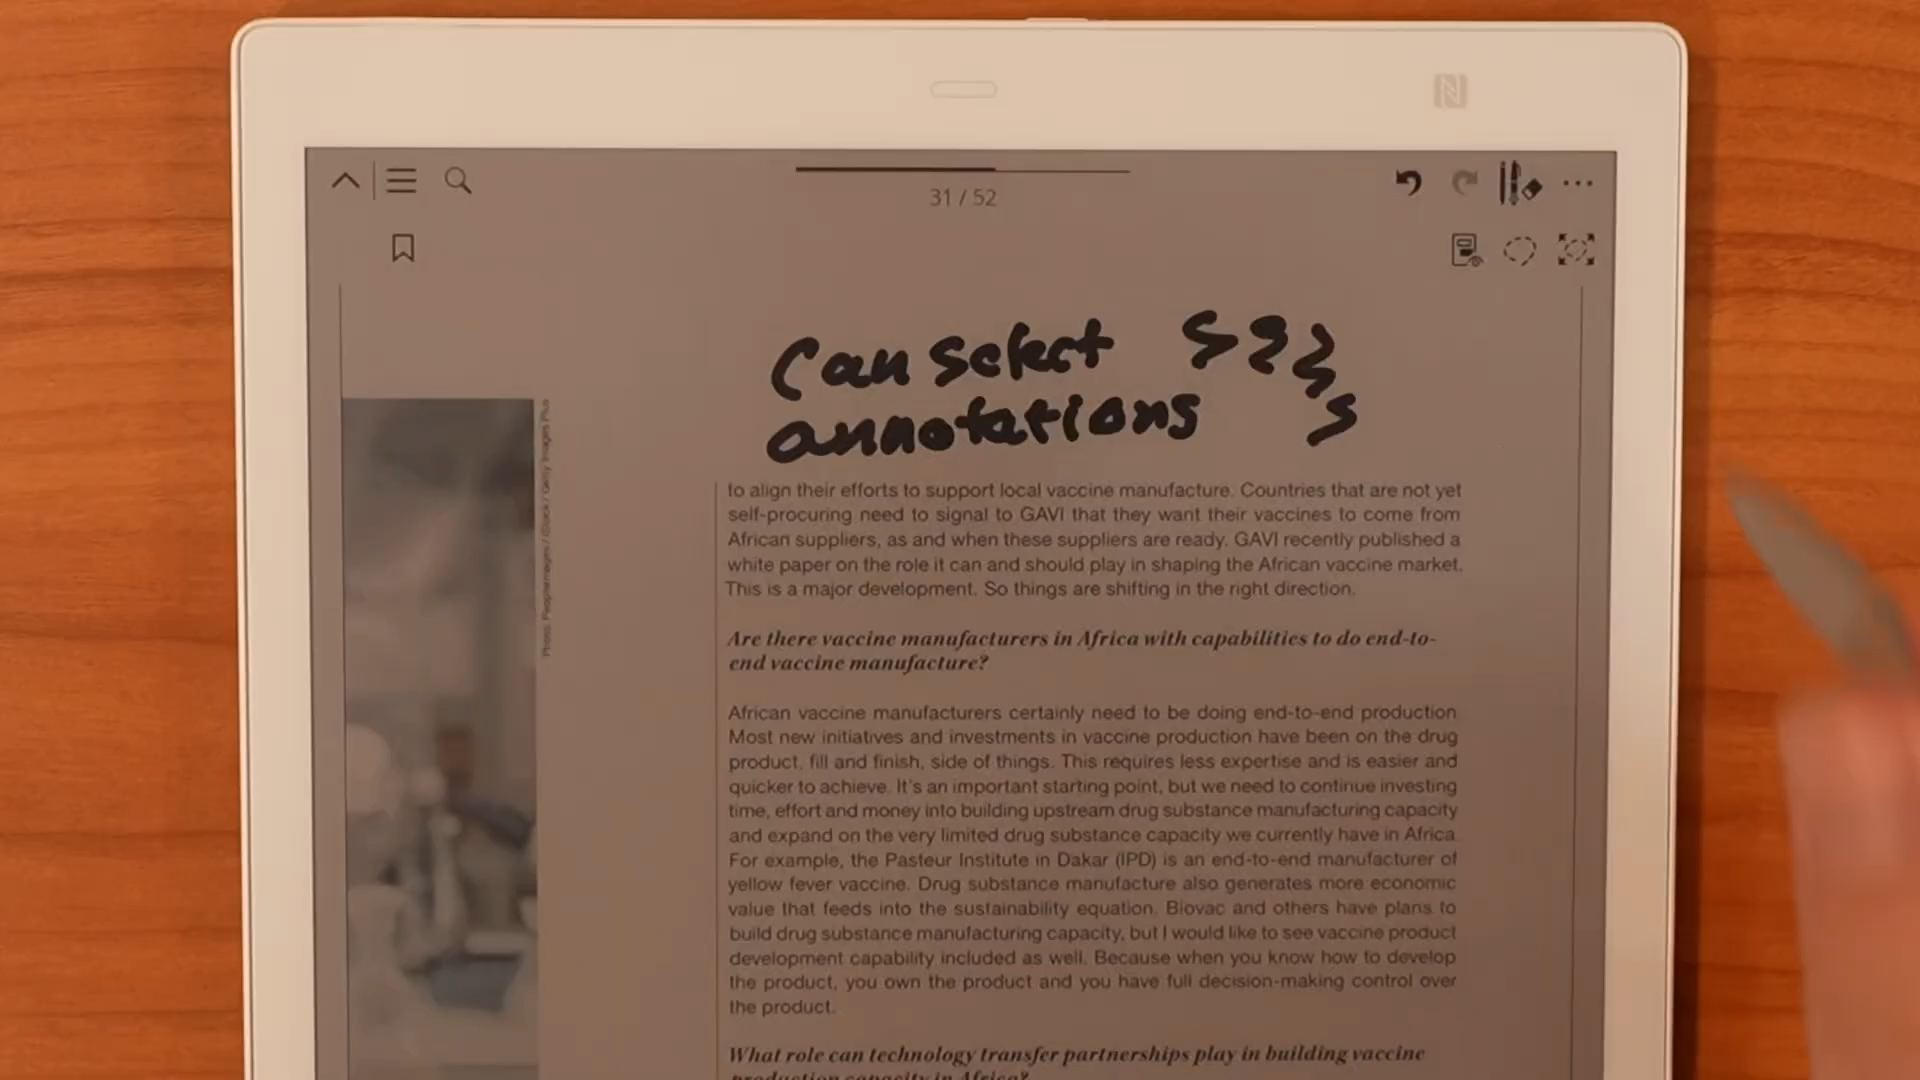 31 / 52
Can select
annotations
Photo: Peopleimages / iStock / Getty Images Plus
to align their efforts to support local vaccine manufacture. Countries that are not yet
self-procuring need to signal to GAVI that they want their vaccines to come from
African suppliers, as and when these suppliers are ready. GAVI recently published a
white paper on the role it can and should play in shaping the African vaccine market.
This is a major development. So things are shifting in the right direction.
Are there vaccine manufacturers in Africa with capabilities to do end-to-
end vaccine manufacture?
African vaccine manufacturers certainly need to be doing end-to-end production
Most new initiatives and investments in vaccine production have been on the drug
product, fill and finish, side of things. This requires less expertise and is easier and
quicker to achieve. It's an important starting point, but we need to continue investing
time, effort and money into building upstream drug substance manufacturing capacity
and expand on the very limited drug substance capacity we currently have in Africa.
For example, the Pasteur Institute in Dakar (IPD) is an end-to-end manufacturer of
yellow fever vaccine. Drug substance manufacture also generates more economic
value that feeds into the sustainability equation. Biovac and others have plans to
build drug substance manufacturing capacity, but I would like to see vaccine product
development capability included as well. Because when you know how to develop
the product, you own the product and you have full decision-making control over
the product.
What role can technology transfer partnerships play in building vaccine
production capacity in Africa?